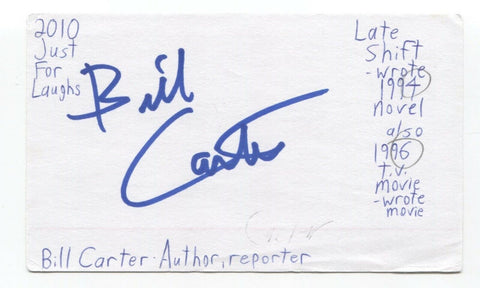 2010
Just
For
Laughs
Bill
Carter
Late
Shift
-wrote
1994
novel
also
1996
t.v.
movie
-wrote
movie
Bill Carter-Author, reporter